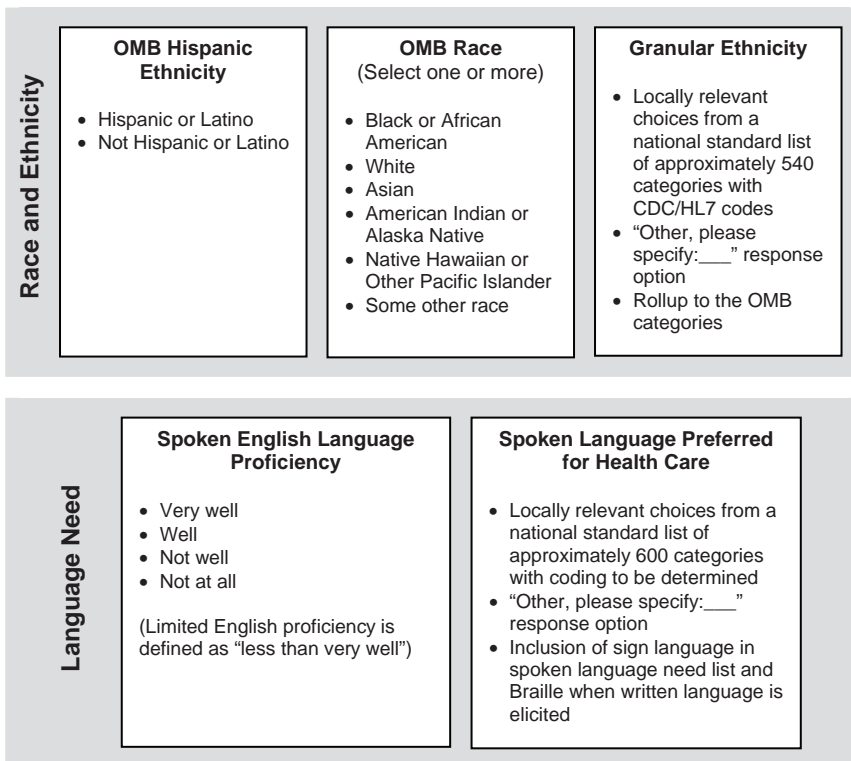 Race and Ethnicity
OMB Hispanic
Ethnicity
• Hispanic or Latino
• Not Hispanic or Latino
OMB Race
(Select one or more)
• Black or African
American
• White
• Asian
• American Indian or
Alaska Native
• Native Hawaiian or
Other Pacific Islander
• Some other race
Granular Ethnicity
• Locally relevant
choices from a
national standard list
of approximately 540
categories with
CDC/HL7 codes
• “Other, please
specify:___” response
option
• Rollup to the OMB
categories
Language Need
Spoken English Language
Proficiency
• Very well
• Well
• Not well
• Not at all
(Limited English proficiency is
defined as “less than very well”)
Spoken Language Preferred
for Health Care
• Locally relevant choices from a
national standard list of
approximately 600 categories
with coding to be determined
• “Other, please specify:___”
response option
• Inclusion of sign language in
spoken language need list and
Braille when written language is
elicited